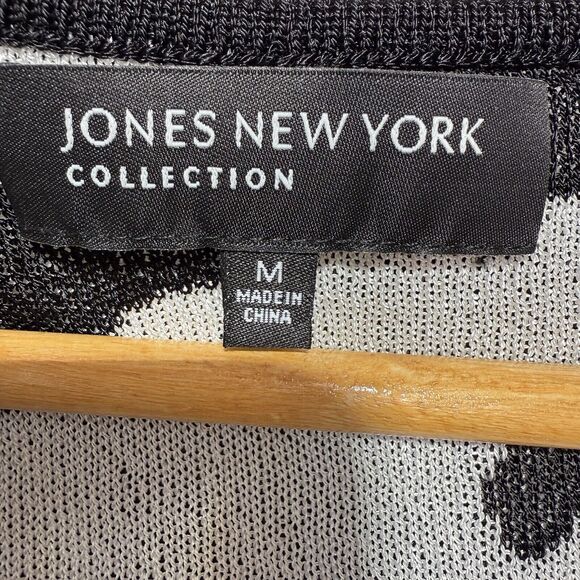 JONES NEW YORK
COLLECTION
M
MADE IN
CHINA